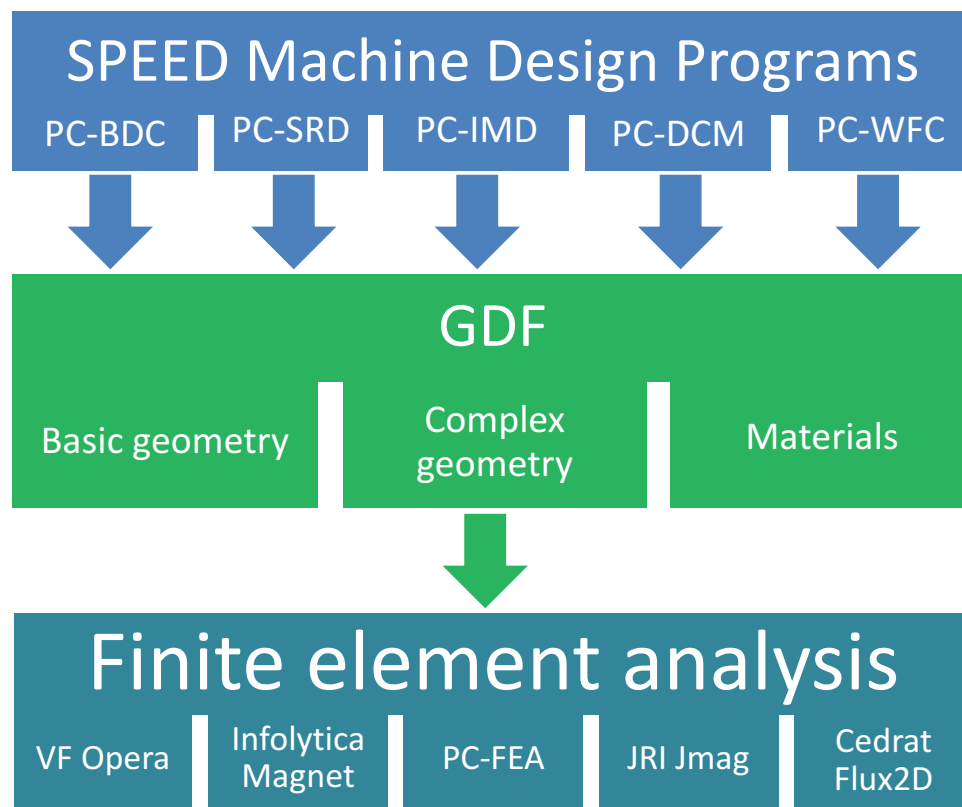 SPEED Machine Design Programs
PC-BDC
PC-SRD
PC-IMD
PC-DCM
PC-WFC
GDF
Basic geometry
Complex
geometry
Materials
Finite element analysis
VF Opera
Infolytica
Magnet
PC-FEA
JRI Jmag
Cedrat
Flux2D